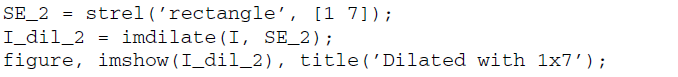 SE_2 = strel(’rectangle’, [1 7]);
I_dil_2 = imdilate(I, SE_2);
figure, imshow(I_dil_2), title(’Dilated with 1x7’);